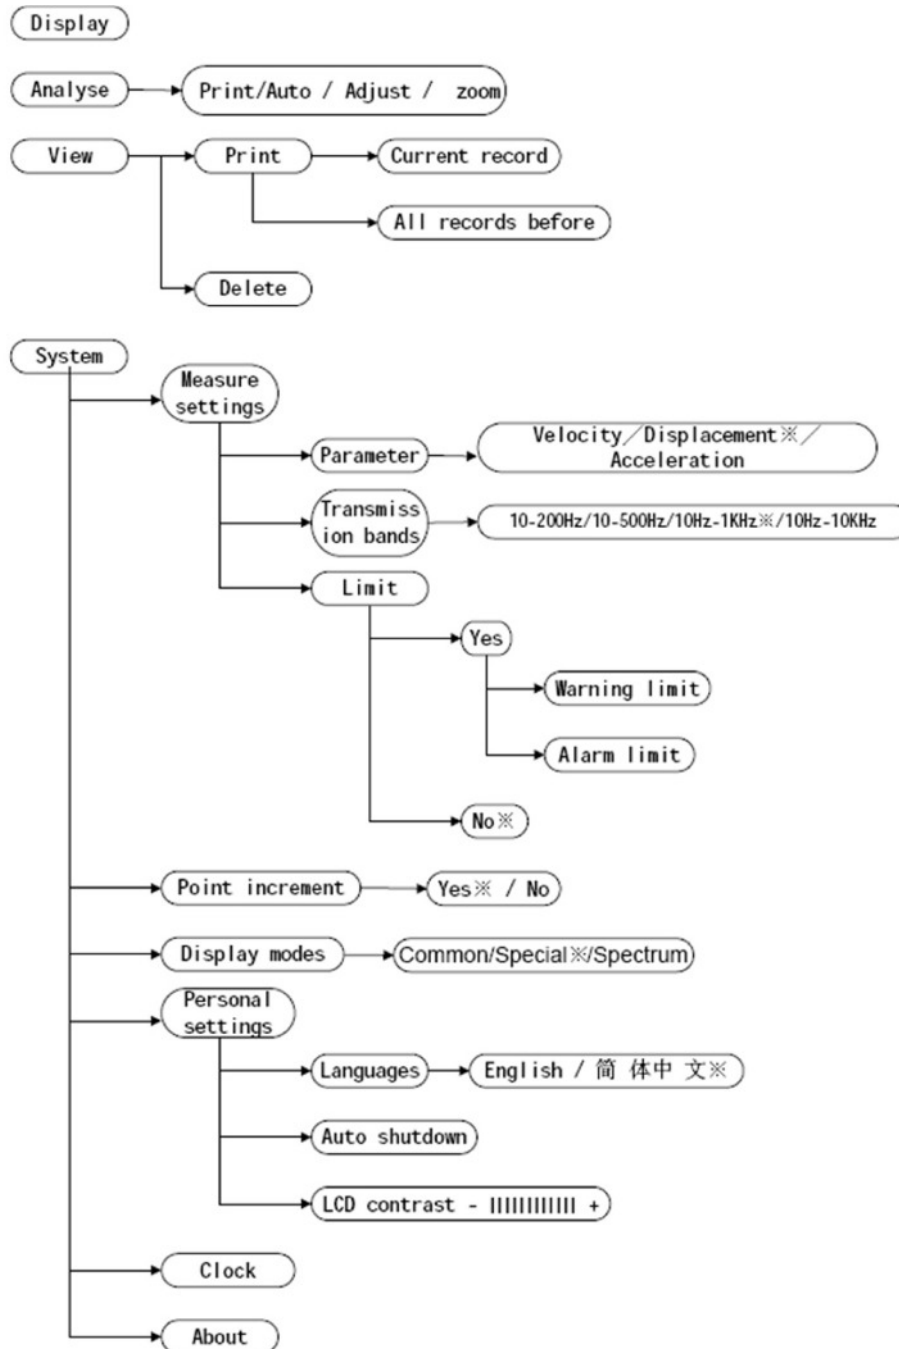 Display
Analyse
Print/Auto / Adjust / zoom
View
Print
Current record
All records before
Delete
System
Measure
settings
Parameter
Velocity／Displacement※／
Acceleration
Transmiss
ion bands
10-200Hz/10-500Hz/10Hz-1KHz※/10Hz-10KHz
Limit
Yes
Warning limit
Alarm limit
No※
Point increment
Yes※ / No
Display modes
Common/Special※/Spectrum
Personal
settings
Languages
English / 简 体中 文※
Auto shutdown
LCD contrast - |||||||||||| +
Clock
About